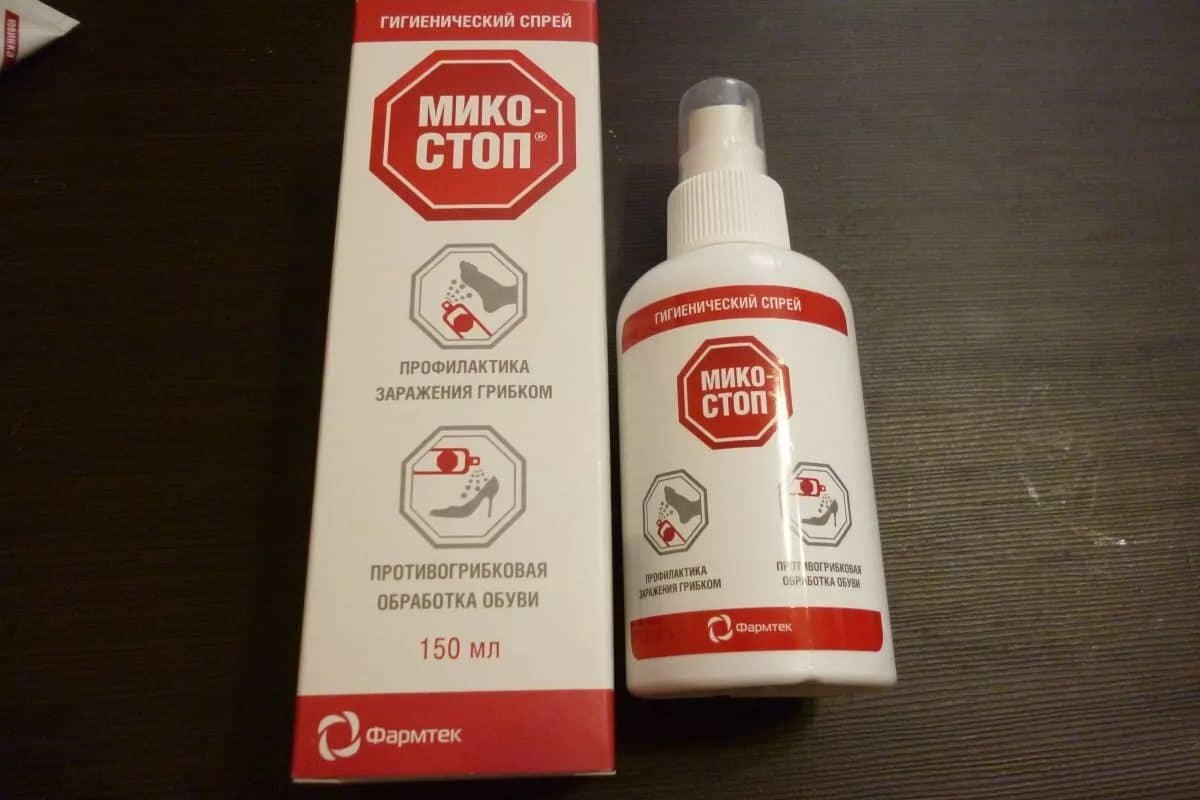 ГИГИЕНИЧЕСКИЙ СПРЕЙ
МИКО-
СТОП®
ПРОФИЛАКТИКА
ЗАРАЖЕНИЯ ГРИБКОМ
ПРОТИВОГРИБКОВАЯ
ОБРАБОТКА ОБУВИ
150 мл
Фармтек
ГИГИЕНИЧЕСКИЙ СПРЕЙ
МИКО-
СТОП
ПРОФИЛАКТИКА
ЗАРАЖЕНИЯ ГРИБКОМ
ПРОТИВОГРИБКОВАЯ
ОБРАБОТКА ОБУВИ
Фармтек